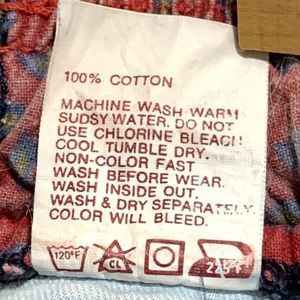 100% COTTON
MACHINE WASH WARM
SUDSY WATER. DO NOT
USE CHLORINE BLEACH
COOL TUMBLE DRY.
NON-COLOR FAST
WASH BEFORE WEAR.
WASH INSIDE OUT.
WASH & DRY SEPARATELY.
COLOR WILL BLEED.
120°F CL 225°F